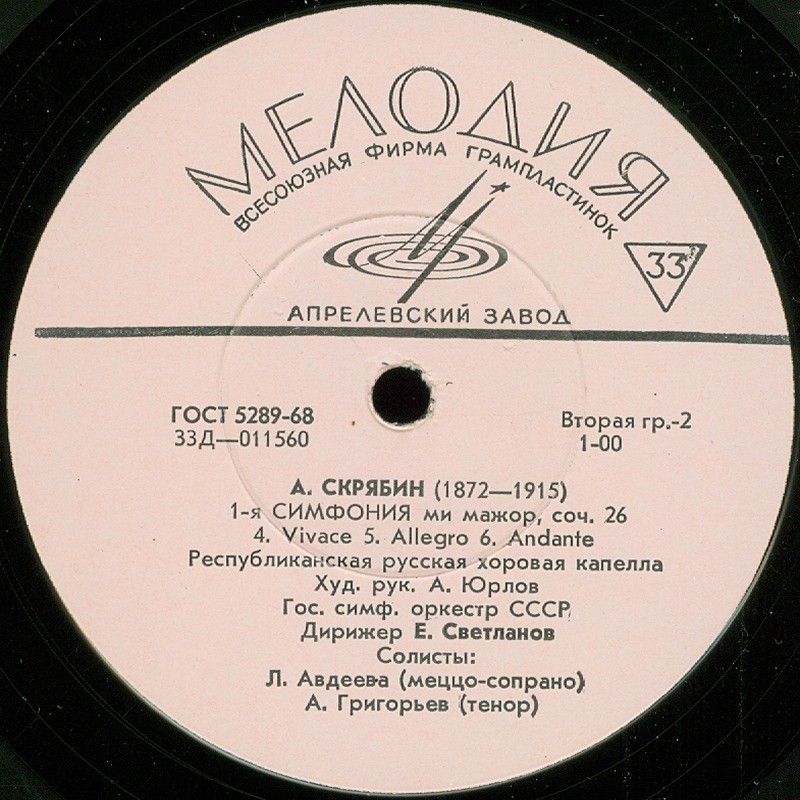 МЕЛОДИЯ
ВСЕСОЮЗНАЯ ФИРМА ГРАМПЛАСТИНОК
33
АПРЕЛЕВСКИЙ ЗАВОД
ГОСТ 5289-68
33Д—011560
Вторая гр.-2
1-00
А. СКРЯБИН (1872—1915)
1-я СИМФОНИЯ ми мажор, соч. 26
4. Vivace 5. Allegro 6. Andante
Республиканская русская хоровая капелла
Худ. рук. А. Юрлов
Гос. симф. оркестр СССР
Дирижер Е. Светланов
Солисты:
Л. Авдеева (меццо-сопрано)
А. Григорьев (тенор)